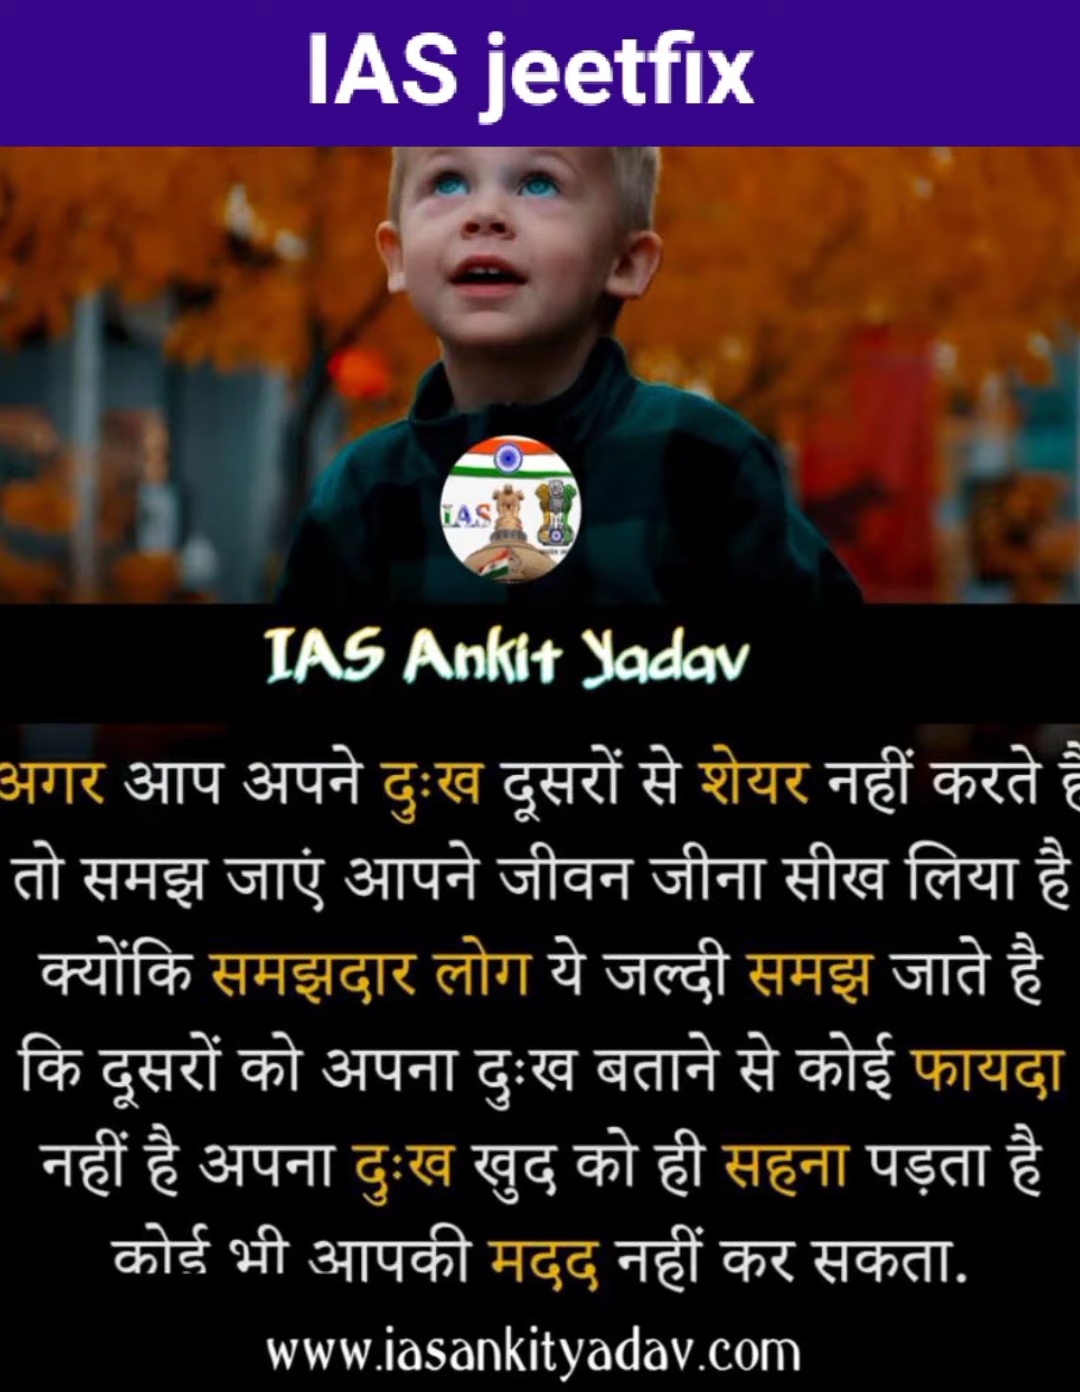 IAS jeetfix
IAS
IAS Ankit Yadav
अगर आप अपने दुःख दूसरों से शेयर नहीं करते है
तो समझ जाएं आपने जीवन जीना सीख लिया है
क्योंकि समझदार लोग ये जल्दी समझ जाते है
कि दूसरों को अपना दुःख बताने से कोई फायदा
नहीं है अपना दुःख खुद को ही सहना पड़ता है
कोई भी आपकी मदद नहीं कर सकता.
www.iasankityadav.com